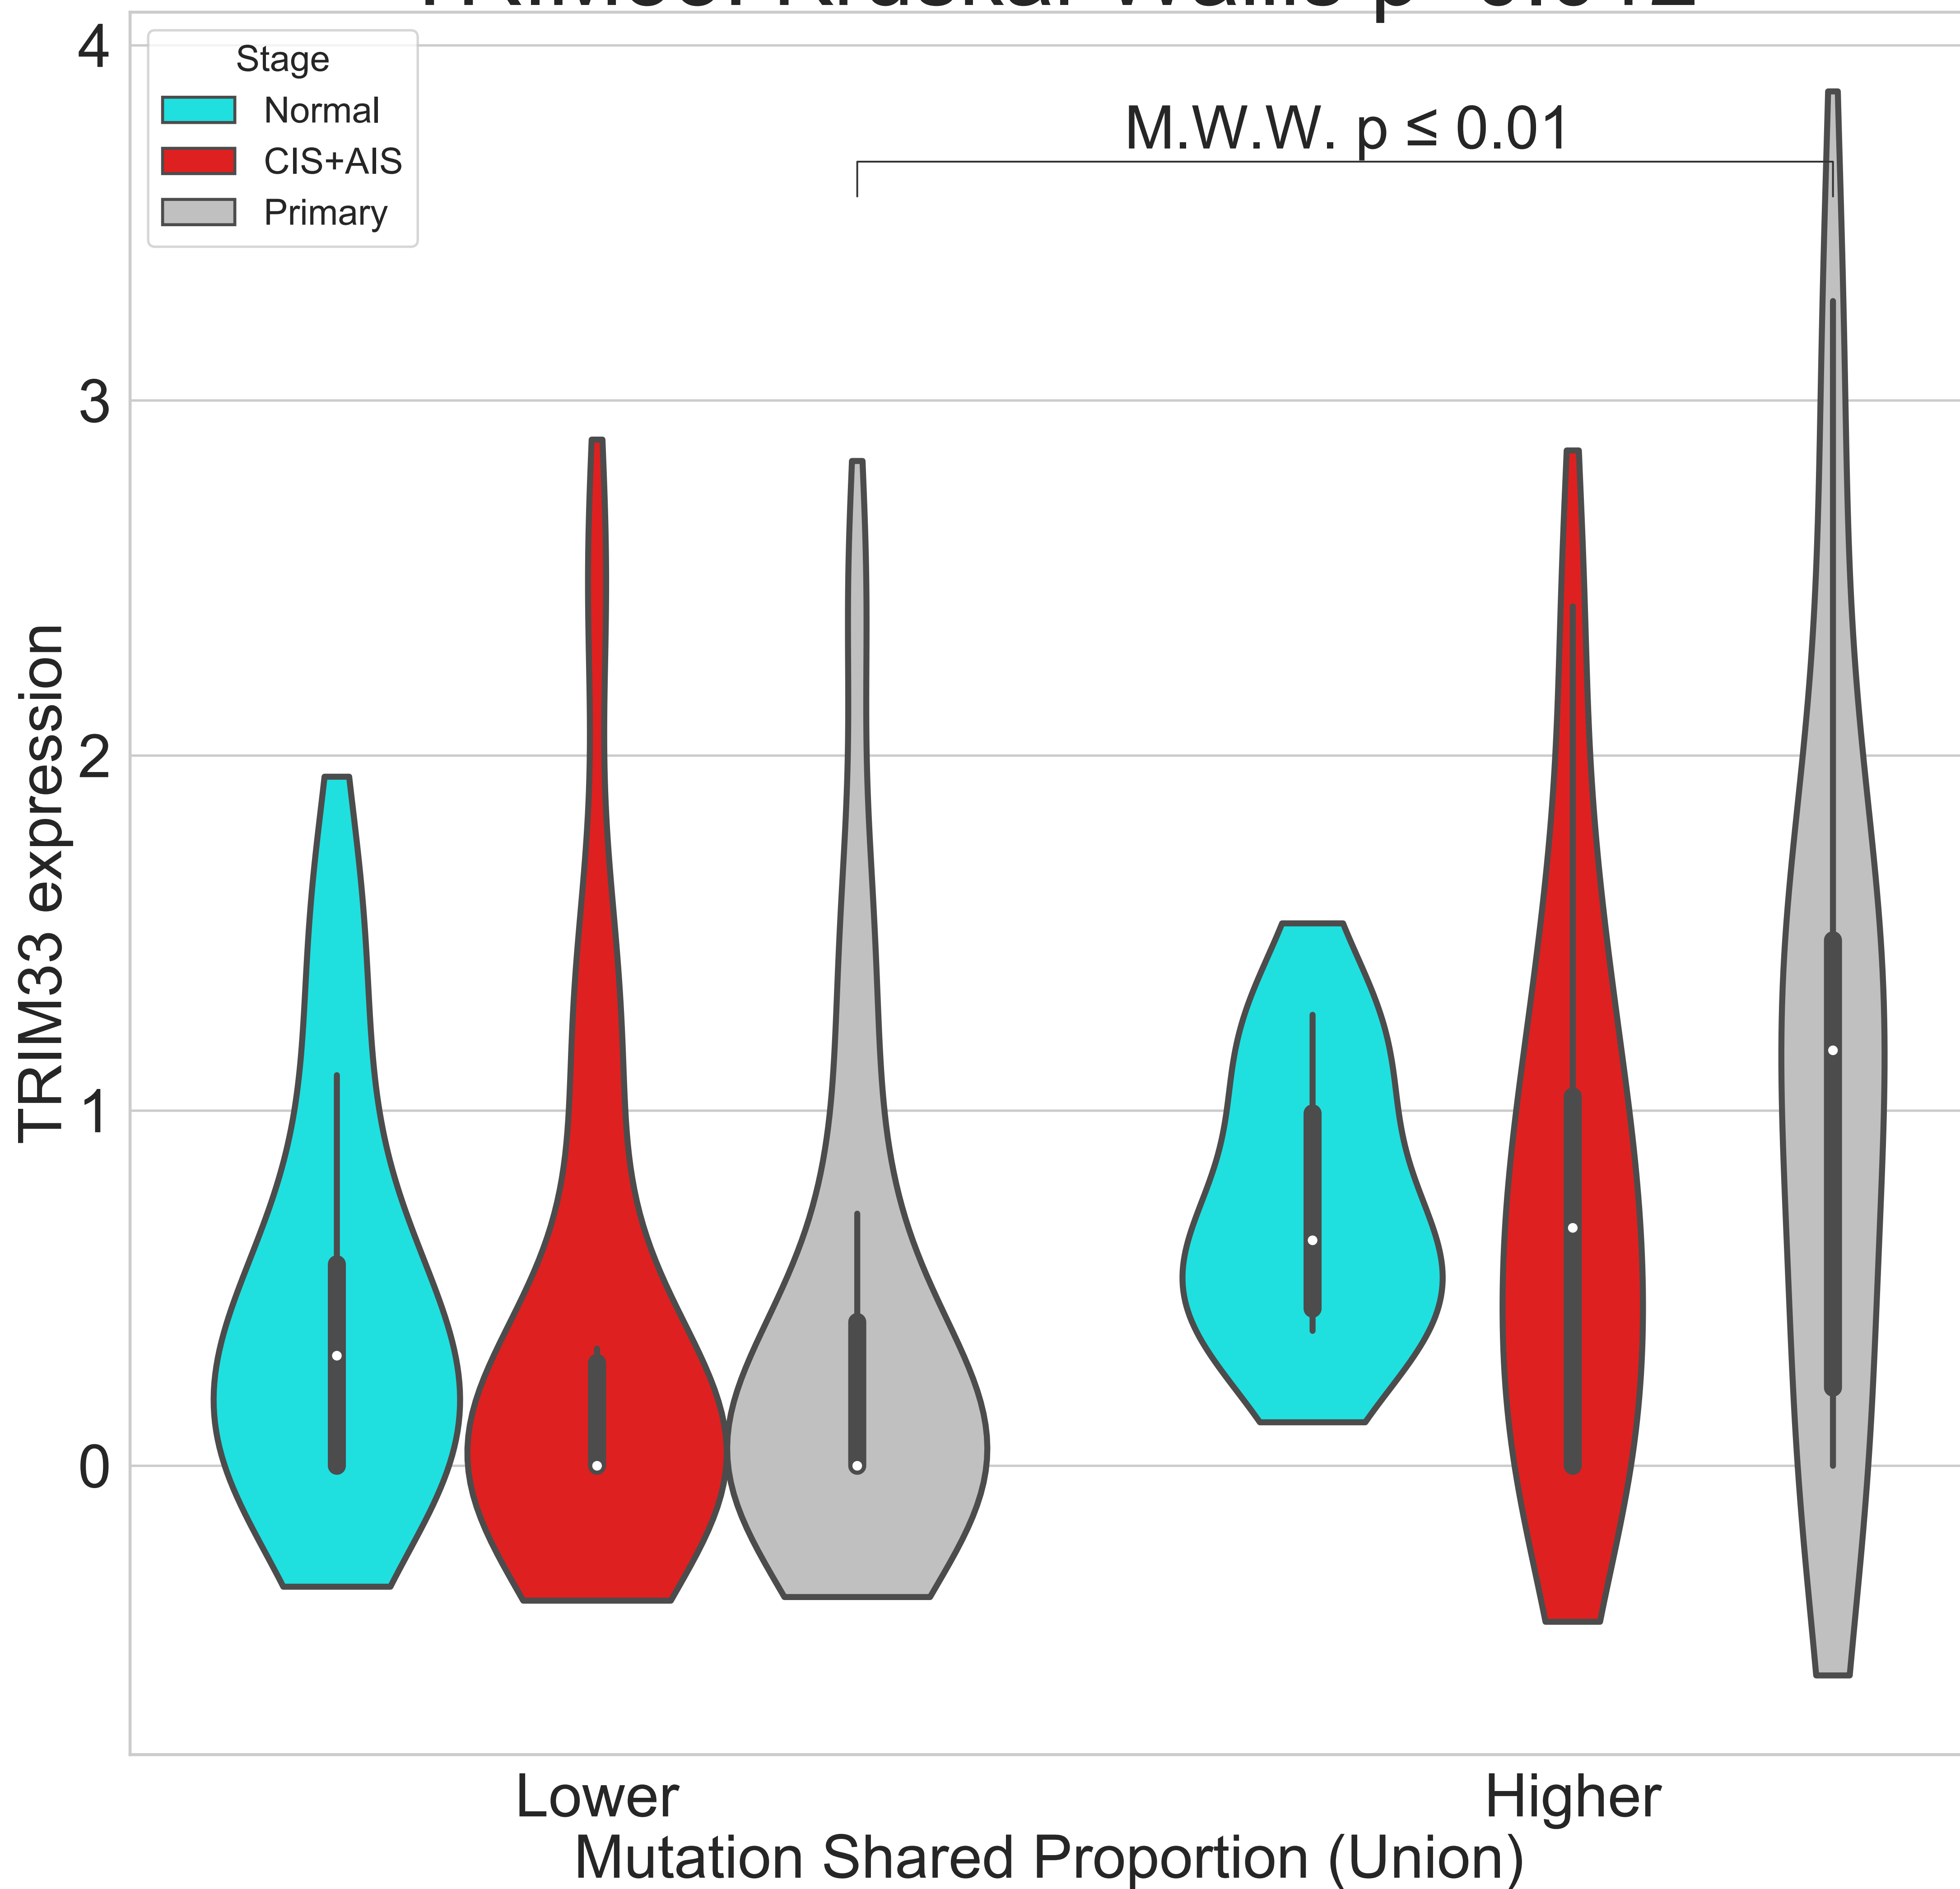 4
Stage
Normal
CIS+AIS
Primary
M.W.W. p ≤ 0.01
3
2
1
0
TRIM33 expression
Lower
Higher
Mutation Shared Proportion (Union)